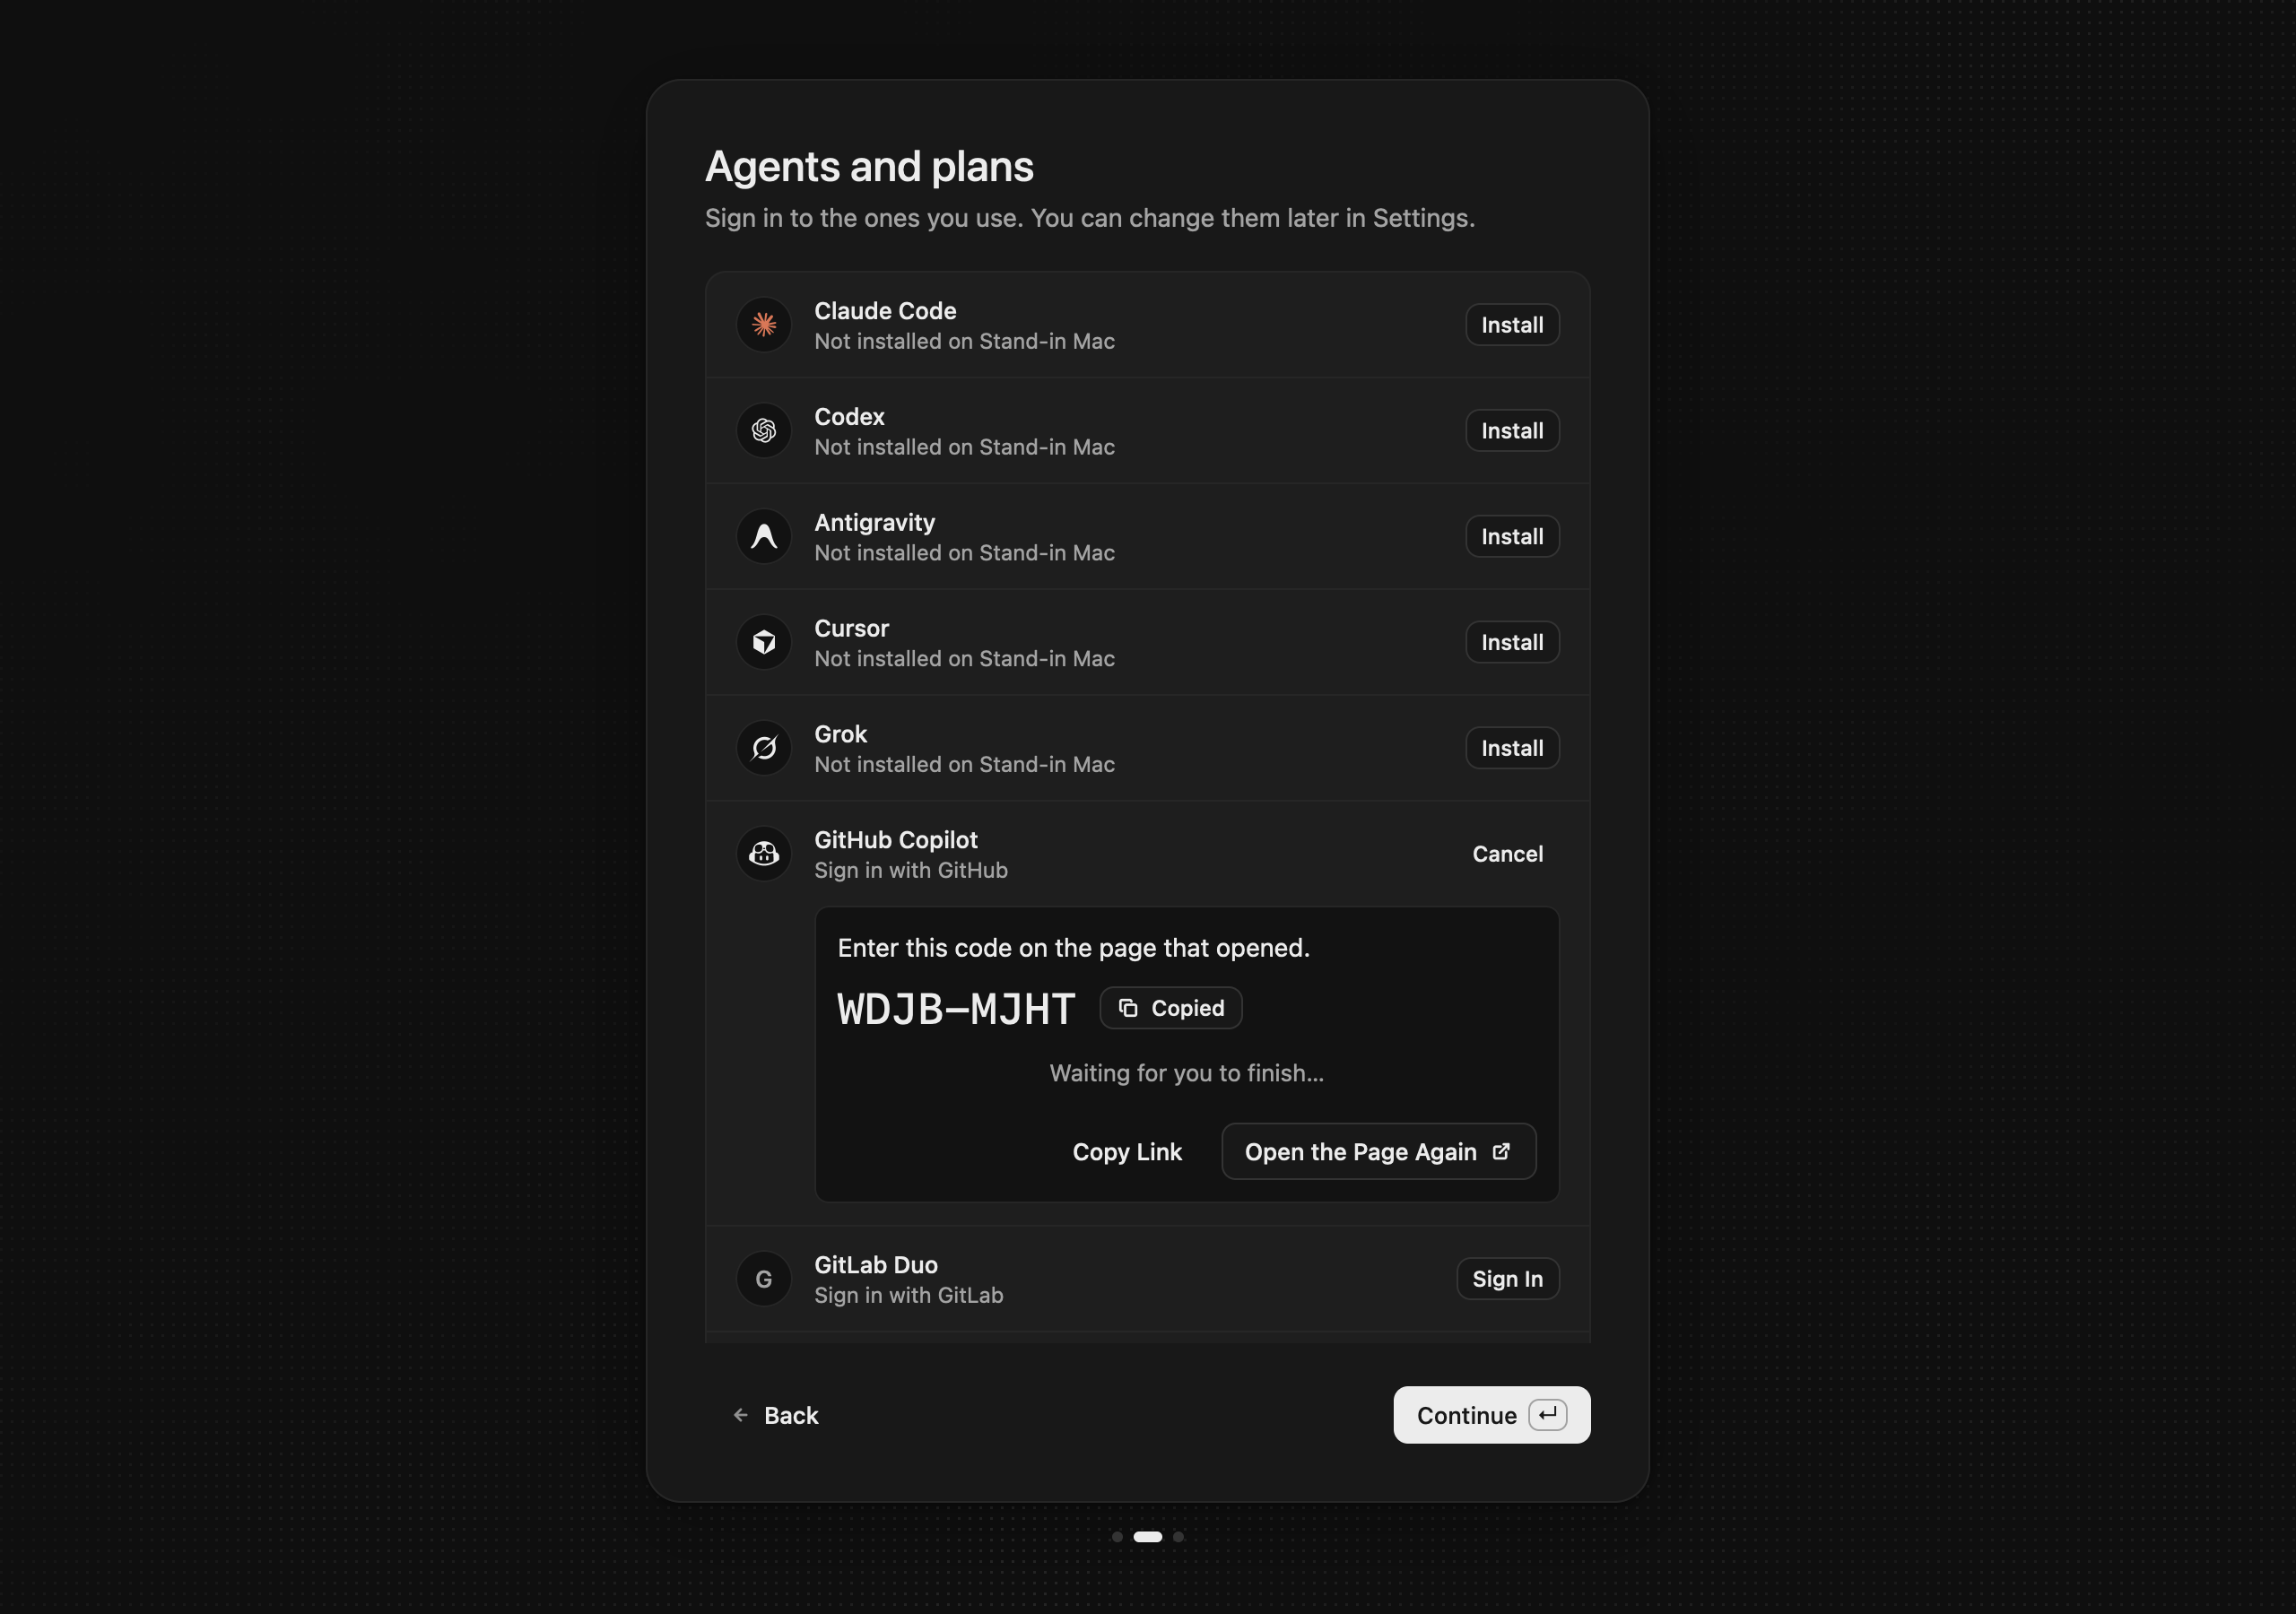 Agents and plans
Sign in to the ones you use. You can change them later in Settings.
Claude Code
Not installed on Stand-in Mac
Install
Codex
Not installed on Stand-in Mac
Install
Antigravity
Not installed on Stand-in Mac
Install
Cursor
Not installed on Stand-in Mac
Install
Grok
Not installed on Stand-in Mac
Install
GitHub Copilot
Sign in with GitHub
Cancel
Enter this code on the page that opened.
WDJB–MJHT
Copied
Waiting for you to finish...
Copy Link
Open the Page Again
G
GitLab Duo
Sign in with GitLab
Sign In
Back
Continue